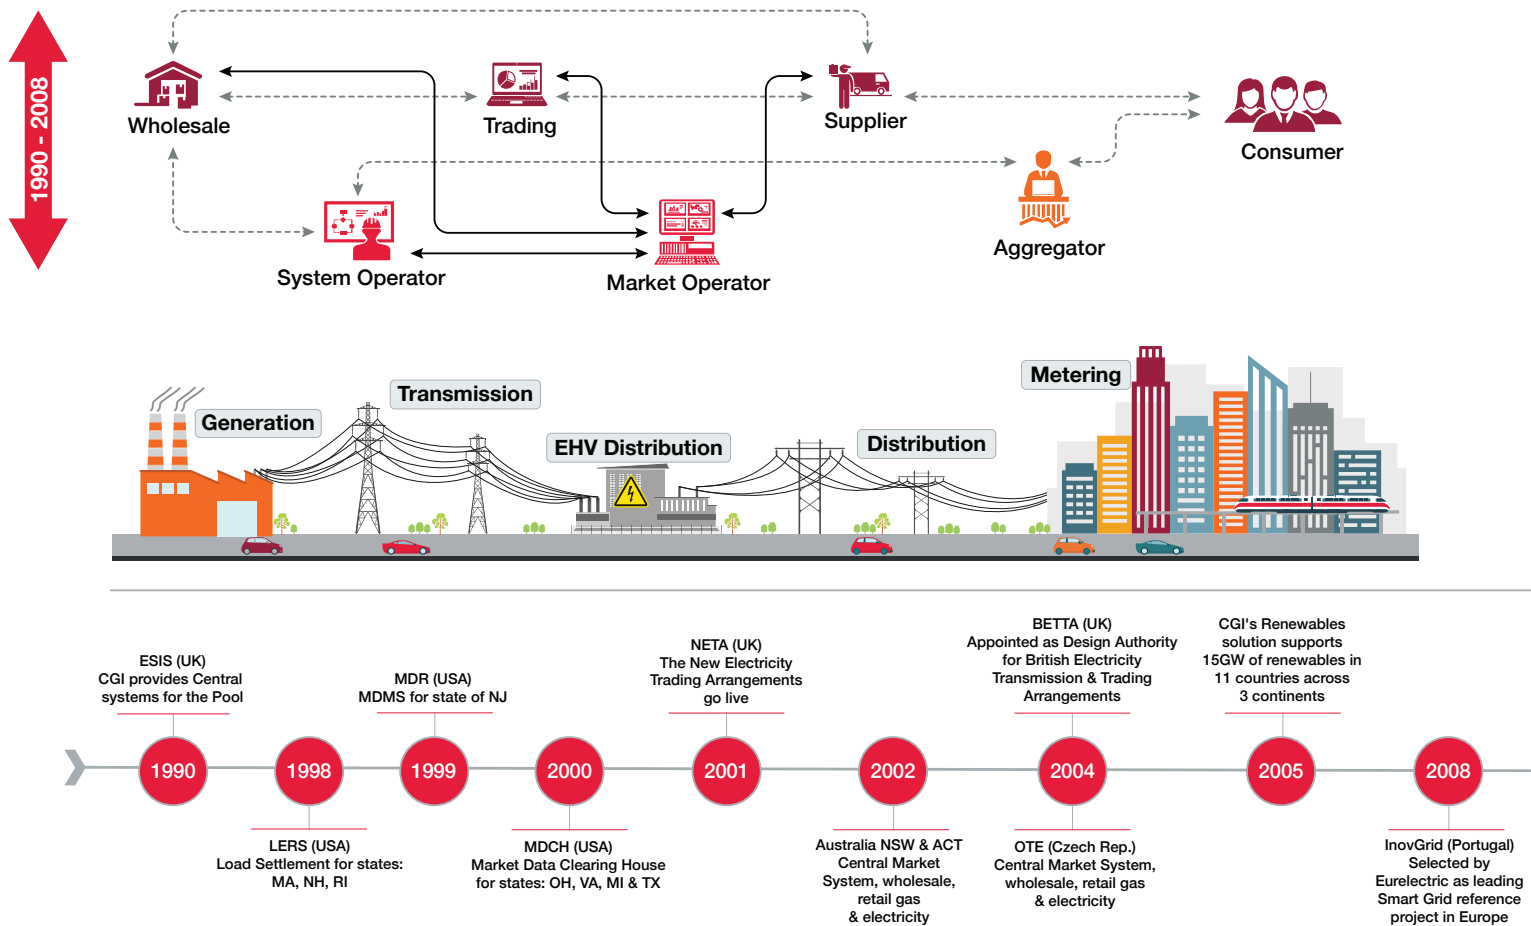 1990 - 2008
Wholesale
Trading
Supplier
Consumer
System Operator
Market Operator
Aggregator
Generation
Transmission
EHV Distribution
Distribution
Metering
ESIS (UK)
CGI provides Central
systems for the Pool
1990
LERS (USA)
Load Settlement for states:
MA, NH, RI
1998
MDR (USA)
MDMS for state of NJ
1999
MDCH (USA)
Market Data Clearing House
for states: OH, VA, MI & TX
2000
NETA (UK)
The New Electricity
Trading Arrangements
go live
2001
Australia NSW & ACT
Central Market
System, wholesale,
retail gas
& electricity
2002
BETTA (UK)
Appointed as Design Authority
for British Electricity
Transmission & Trading
Arrangements
2004
OTE (Czech Rep.)
Central Market System,
wholesale, retail gas
& electricity
CGI's Renewables
solution supports
15GW of renewables in
11 countries across
3 continents
2005
2008
InovGrid (Portugal)
Selected by
Eurelectric as leading
Smart Grid reference
project in Europe